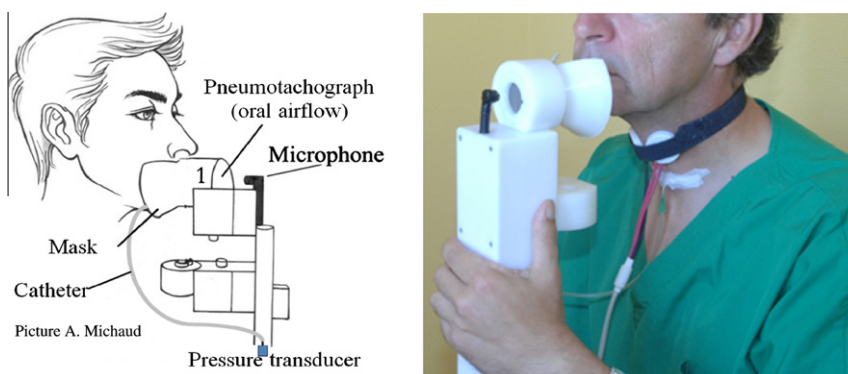 Pneumotachograph
(oral airflow)
Microphone
1
Mask
Catheter
Picture A. Michaud
Pressure transducer